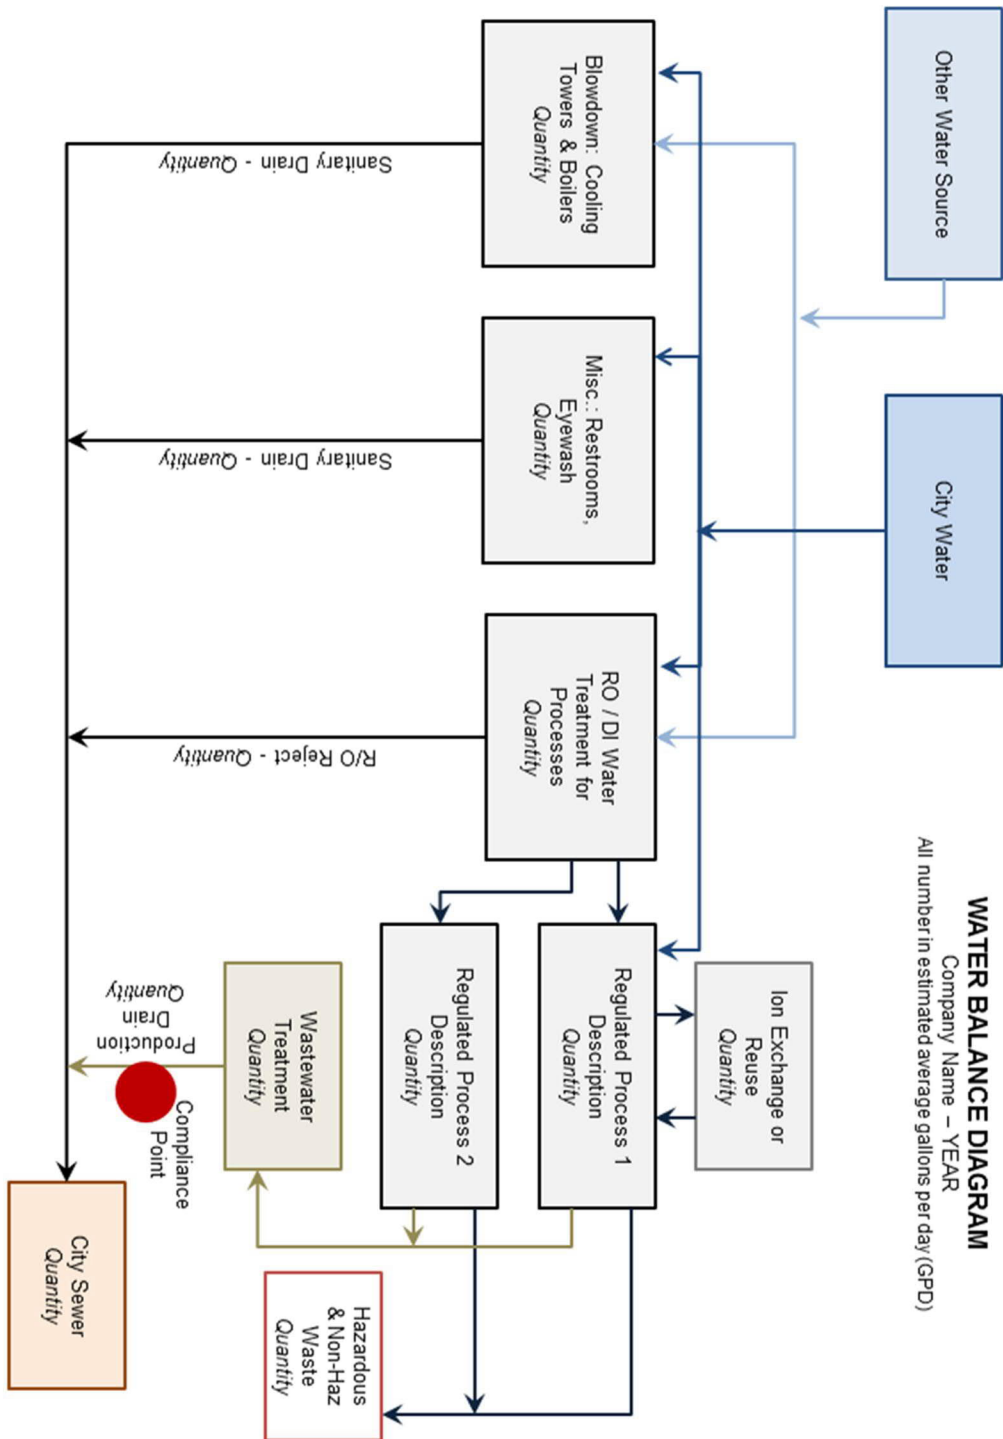 WATER BALANCE DIAGRAM
Company Name – YEAR
All number in estimated average gallons per day (GPD)
Other Water Source
City Water
Blowdown: Cooling
Towers & Boilers
Quantity
Misc.: Restrooms,
Eyewash
Quantity
RO / DI Water
Treatment for
Processes
Quantity
Ion Exchange or
Reuse
Quantity
Regulated Process 1
Description
Quantity
Regulated Process 2
Description
Quantity
Wastewater
Treatment
Quantity
Hazardous
& Non-Haz
Waste
Quantity
Sanitary Drain - Quantity
Sanitary Drain - Quantity
R/O Reject - Quantity
Production
Drain
Quantity
Compliance
Point
City Sewer
Quantity